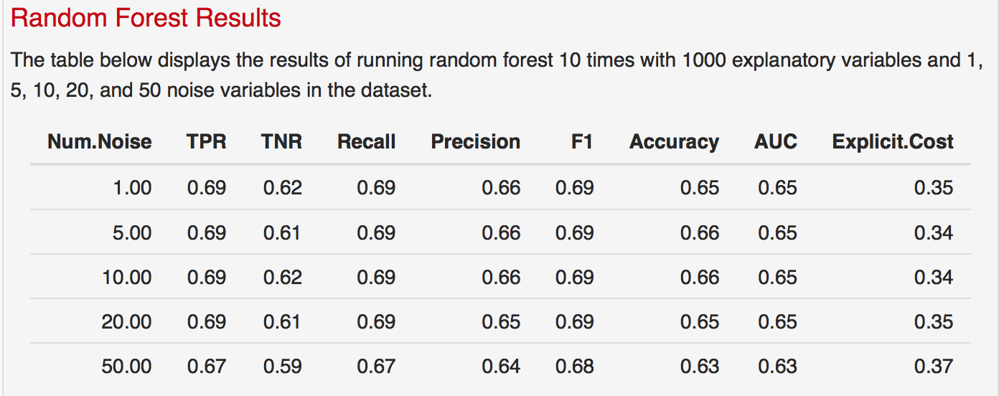 Random Forest Results
The table below displays the results of running random forest 10 times with 1000 explanatory variables and 1,
5, 10, 20, and 50 noise variables in the dataset.
Num.Noise TPR TNR Recall Precision F1 Accuracy AUC Explicit.Cost
1.00 0.69 0.62 0.69 0.66 0.69 0.65 0.65 0.35
5.00 0.69 0.61 0.69 0.66 0.69 0.66 0.65 0.34
10.00 0.69 0.62 0.69 0.66 0.69 0.66 0.65 0.34
20.00 0.69 0.61 0.69 0.65 0.69 0.65 0.65 0.35
50.00 0.67 0.59 0.67 0.64 0.68 0.63 0.63 0.37